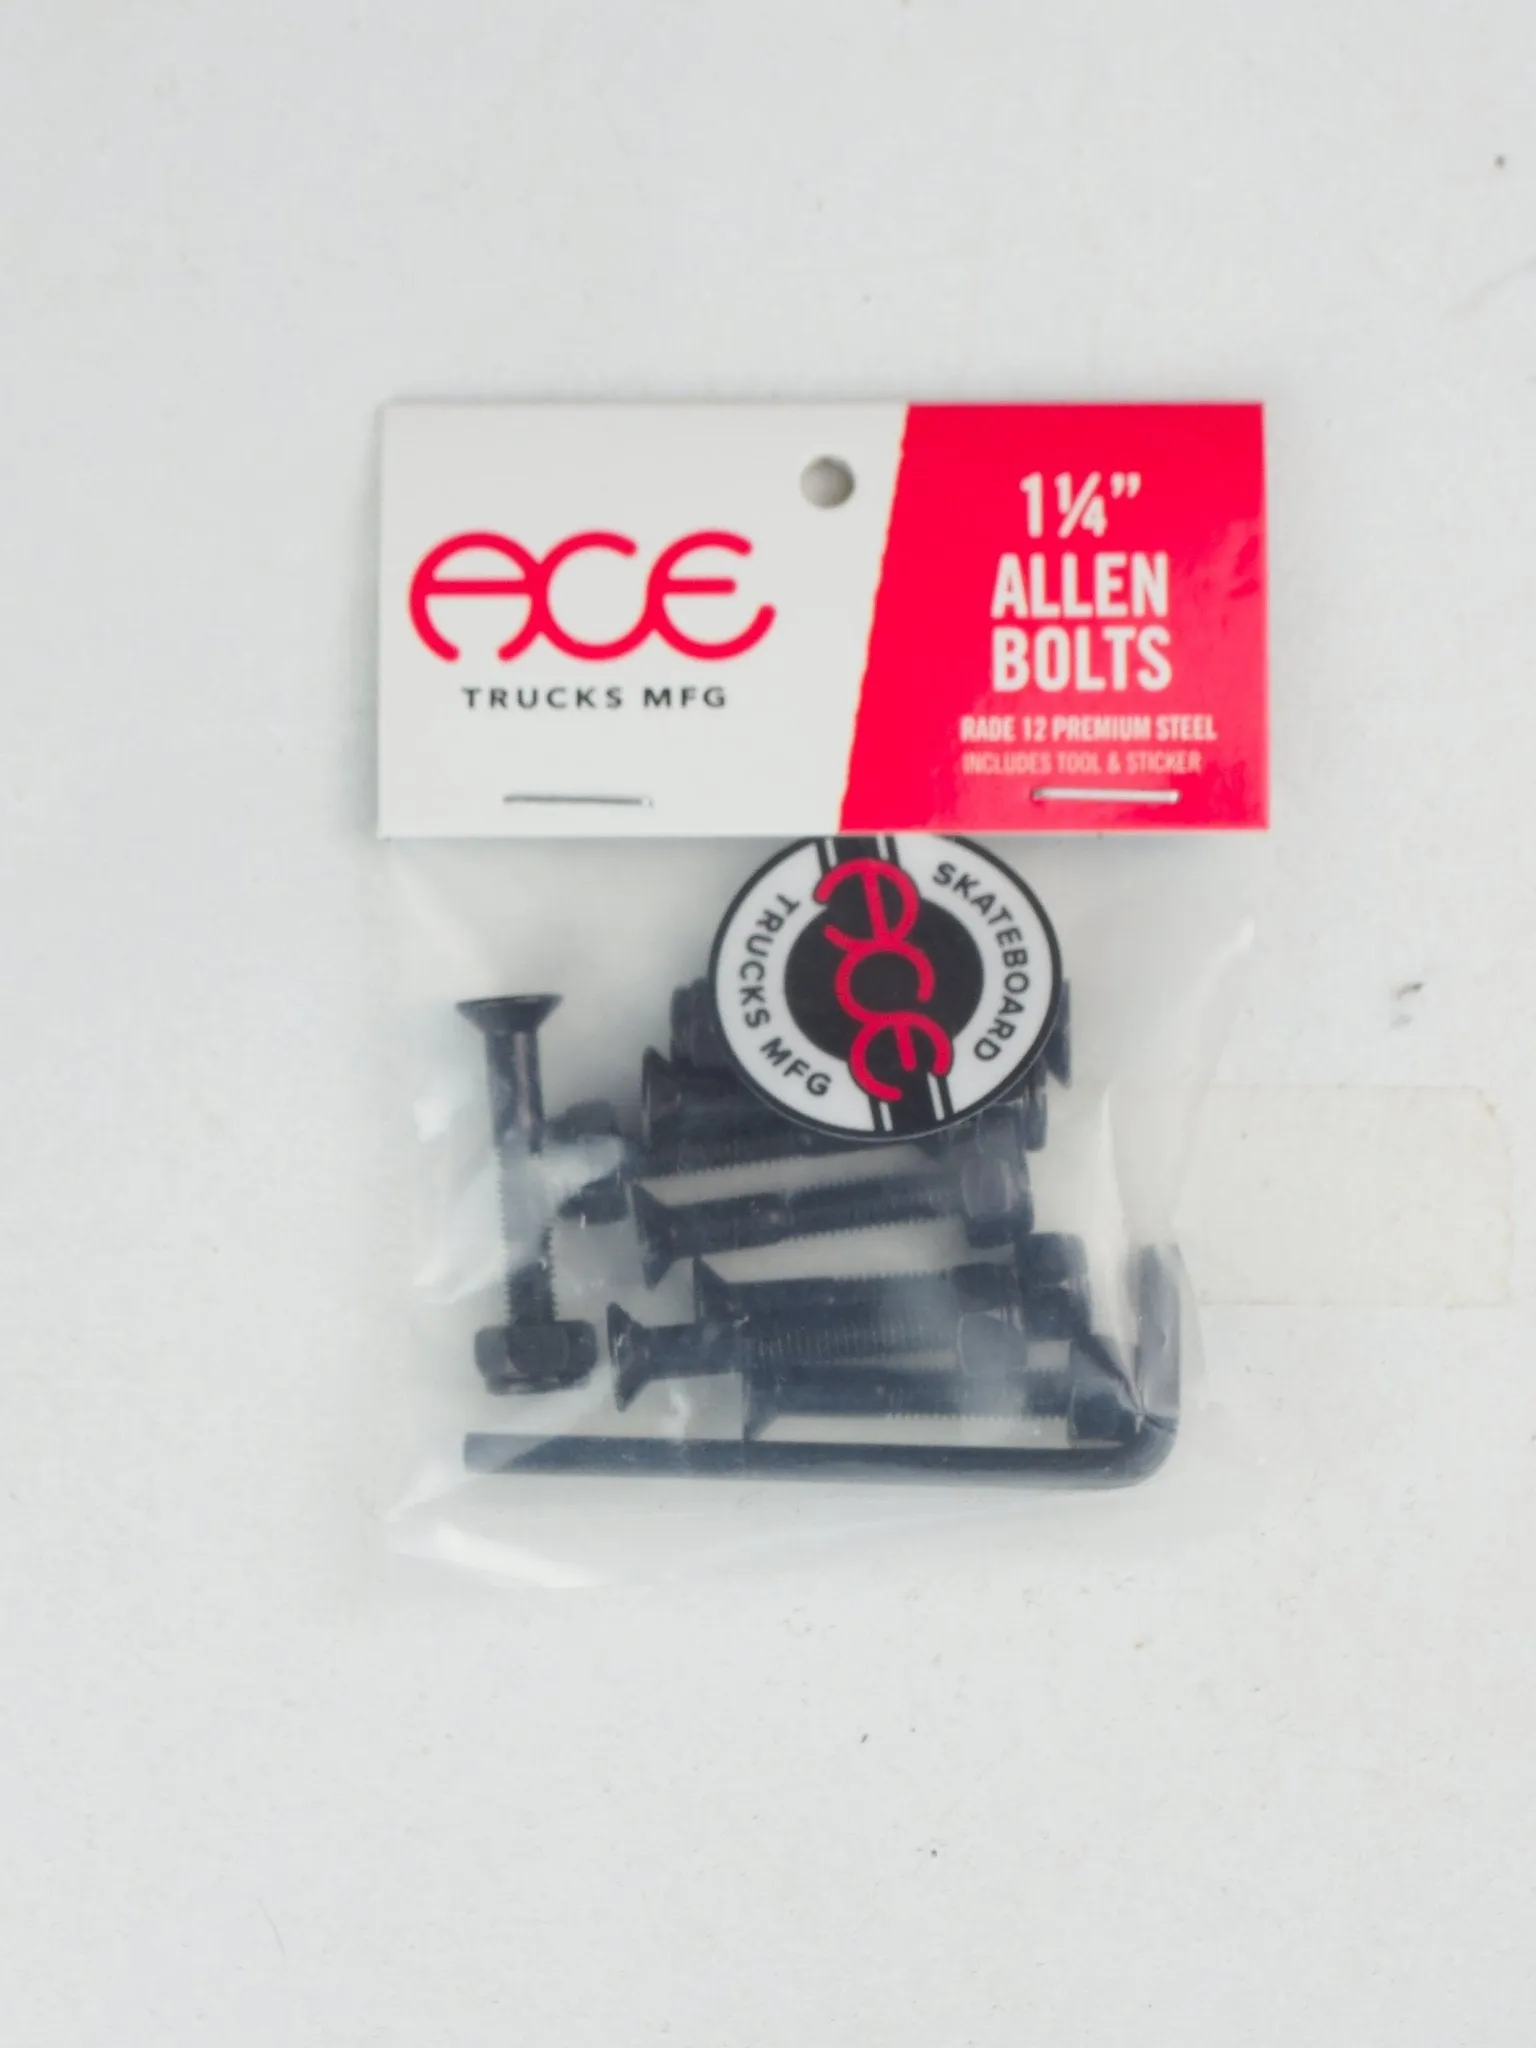 ACE
TRUCKS MFG
1¼”
ALLEN
BOLTS
RADE 12 PREMIUM STEEL
INCLUDES TOOL & STICKER
SKATEBOARD
ACE
TRUCKS MFG